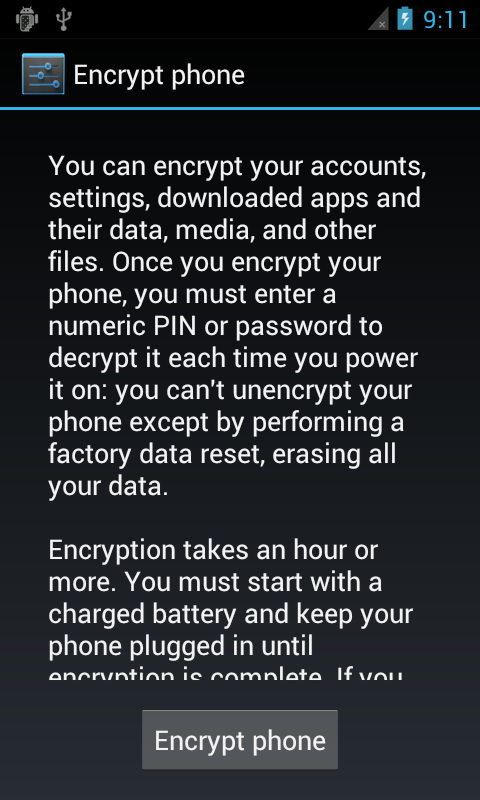 9:11
Encrypt phone
You can encrypt your accounts,
settings, downloaded apps and
their data, media, and other
files. Once you encrypt your
phone, you must enter a
numeric PIN or password to
decrypt it each time you power
it on: you can't unencrypt your
phone except by performing a
factory data reset, erasing all
your data.
Encryption takes an hour or
more. You must start with a
charged battery and keep your
phone plugged in until
encryption is complete. If you
Encrypt phone